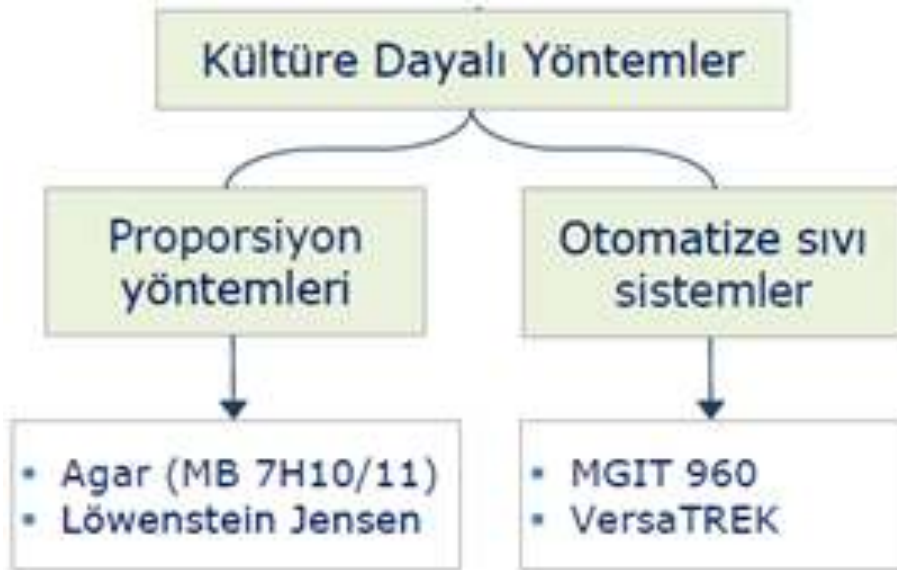 Kültüre Dayalı Yöntemler
Proporsiyon
yöntemleri
Otomatize sıvı
sistemler
• Agar (MB 7H10/11)
• Löwenstein Jensen
• MGIT 960
• VersaTREK